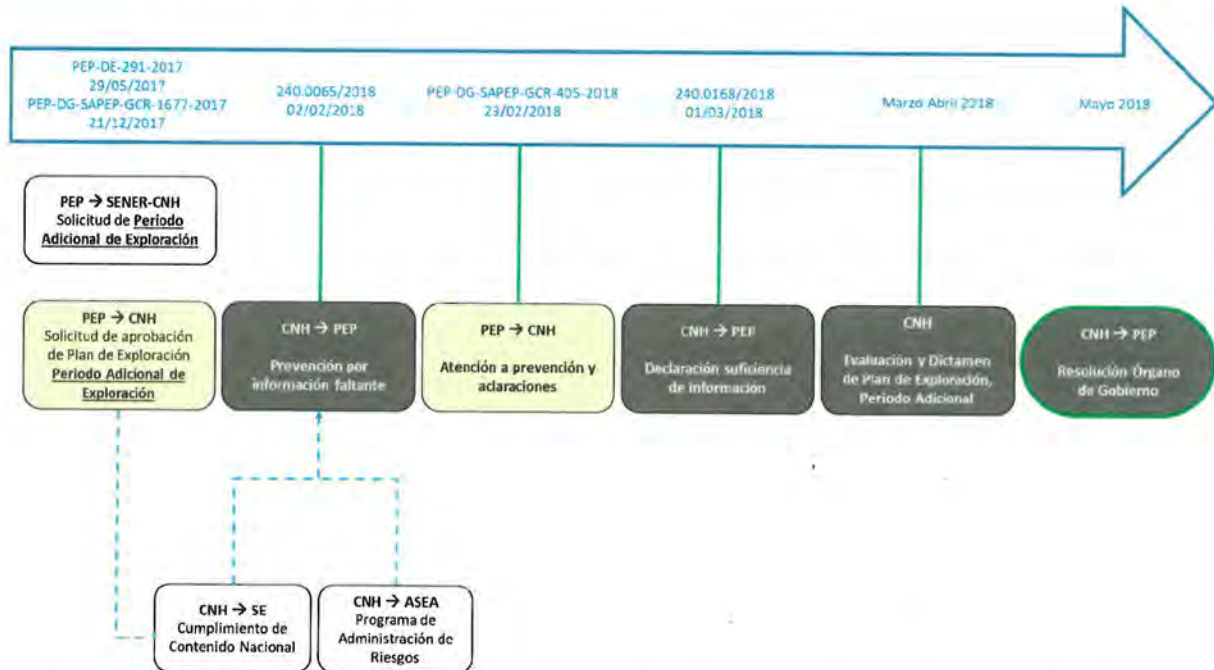 PEP-DE-291-2017
29/05/2017
PEP-DG-SAPEP-GCR-1677-2017
21/12/2017
240.0065/2018
02/02/2018
PEP-DG-SAPEP-GCR-405-2018
23/02/2018
240.0168/2018
01/03/2018
Marzo Abril 2018
Mayo 2018
PEP → SENER-CNH
Solicitud de Periodo
Adicional de Exploración
PEP → CNH
Solicitud de aprobación
de Plan de Exploración
Periodo Adicional de
Exploración
CNH → PEP
Prevención por
información faltante
PEP → CNH
Atención a prevención y
aclaraciones
CNH → PEP
Declaración suficiencia
de información
CNH
Evaluación y Dictamen
de Plan de Exploración,
Periodo Adicional
CNH → PEP
Resolución Órgano
de Gobierno
CNH → SE
Cumplimiento de
Contenido Nacional
CNH → ASEA
Programa de
Administración de
Riesgos